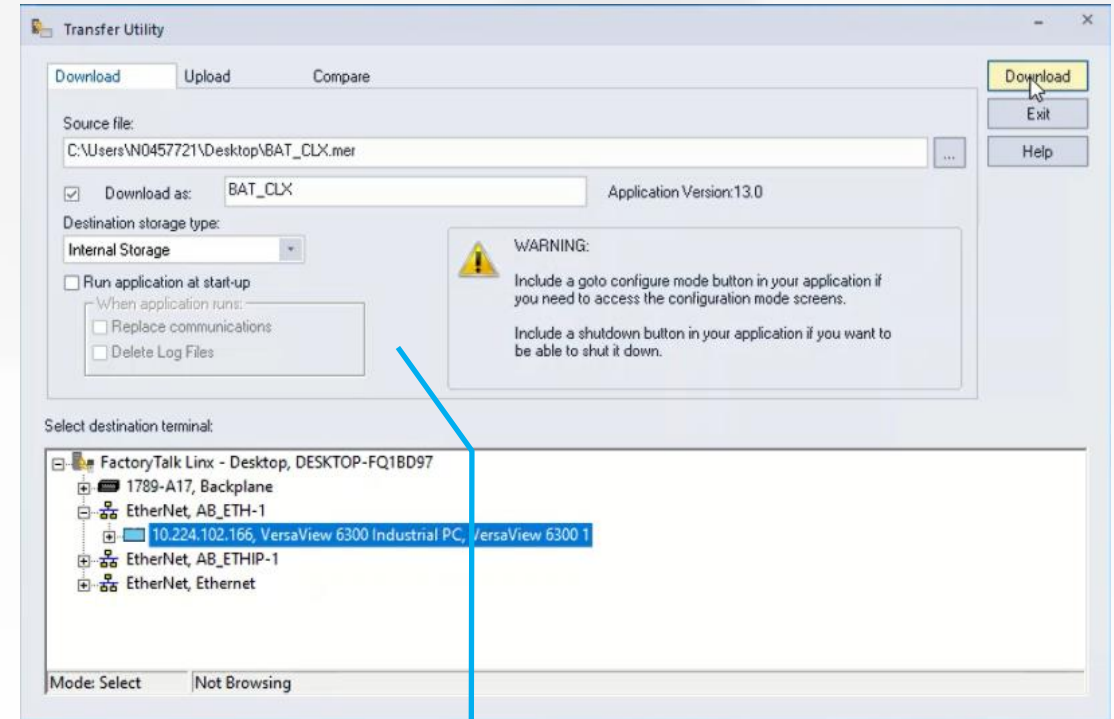 Transfer Utility
Download
Upload
Compare
Download
Exit
Help
Source file:
C:\Users\N0457721\Desktop\BAT_CLX.mer
...
Download as:
BAT_CLX
Application Version:13.0
Destination storage type:
Internal Storage
Run application at start-up
When application runs:
Replace communications
Delete Log Files
WARNING:
Include a goto configure mode button in your application if
you need to access the configuration mode screens.
Include a shutdown button in your application if you want to
be able to shut it down.
Select destination terminal:
FactoryTalk Linx - Desktop, DESKTOP-FQ1BD97
1789-A17, Backplane
EtherNet, AB_ETH-1
10.224.102.166, VersaView 6300 Industrial PC, VersaView 6300 1
EtherNet, AB_ETHIP-1
EtherNet, Ethernet
Mode: Select
Not Browsing